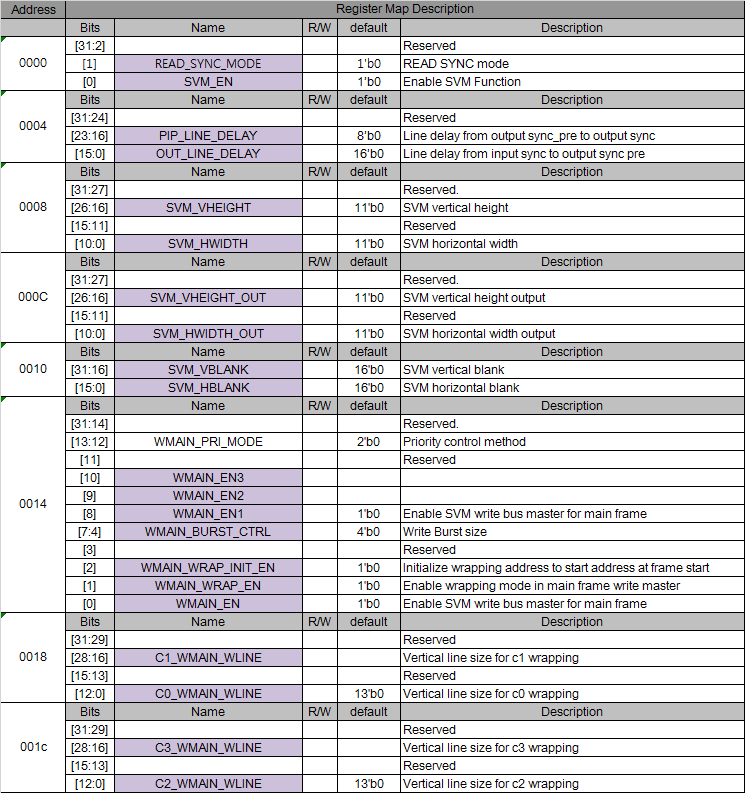 Address Register Map Description
Bits Name R/W default Description
0000
[31:2] Reserved
[1] READ_SYNC_MODE 1'b0 READ SYNC mode
[0] SVM_EN 1'b0 Enable SVM Function
0004
Bits Name R/W default Description
[31:24] Reserved
[23:16] PIP_LINE_DELAY 8'b0 Line delay from output sync_pre to output sync
[15:0] OUT_LINE_DELAY 16'b0 Line delay from input sync to output sync pre
0008
Bits Name R/W default Description
[31:27] Reserved.
[26:16] SVM_VHEIGHT 11'b0 SVM vertical height
[15:11] Reserved
[10:0] SVM_HWIDTH 11'b0 SVM horizontal width
000C
Bits Name R/W default Description
[31:27] Reserved.
[26:16] SVM_VHEIGHT_OUT 11'b0 SVM vertical height output
[15:11] Reserved
[10:0] SVM_HWIDTH_OUT 11'b0 SVM horizontal width output
0010
Bits Name R/W default Description
[31:16] SVM_VBLANK 16'b0 SVM vertical blank
[15:0] SVM_HBLANK 16'b0 SVM horizontal blank
0014
Bits Name R/W default Description
[31:14] Reserved.
[13:12] WMAIN_PRI_MODE 2'b0 Priority control method
[11] Reserved
[10] WMAIN_EN3
[9] WMAIN_EN2
[8] WMAIN_EN1 1'b0 Enable SVM write bus master for main frame
[7:4] WMAIN_BURST_CTRL 4'b0 Write Burst size
[3] Reserved
[2] WMAIN_WRAP_INIT_EN 1'b0 Initialize wrapping address to start address at frame start
[1] WMAIN_WRAP_EN 1'b0 Enable wrapping mode in main frame write master
[0] WMAIN_EN 1'b0 Enable SVM write bus master for main frame
0018
Bits Name R/W default Description
[31:29] Reserved
[28:16] C1_WMAIN_WLINE Vertical line size for c1 wrapping
[15:13] Reserved
[12:0] C0_WMAIN_WLINE 13'b0 Vertical line size for c0 wrapping
001c
Bits Name R/W default Description
[31:29] Reserved
[28:16] C3_WMAIN_WLINE Vertical line size for c3 wrapping
[15:13] Reserved
[12:0] C2_WMAIN_WLINE 13'b0 Vertical line size for c2 wrapping